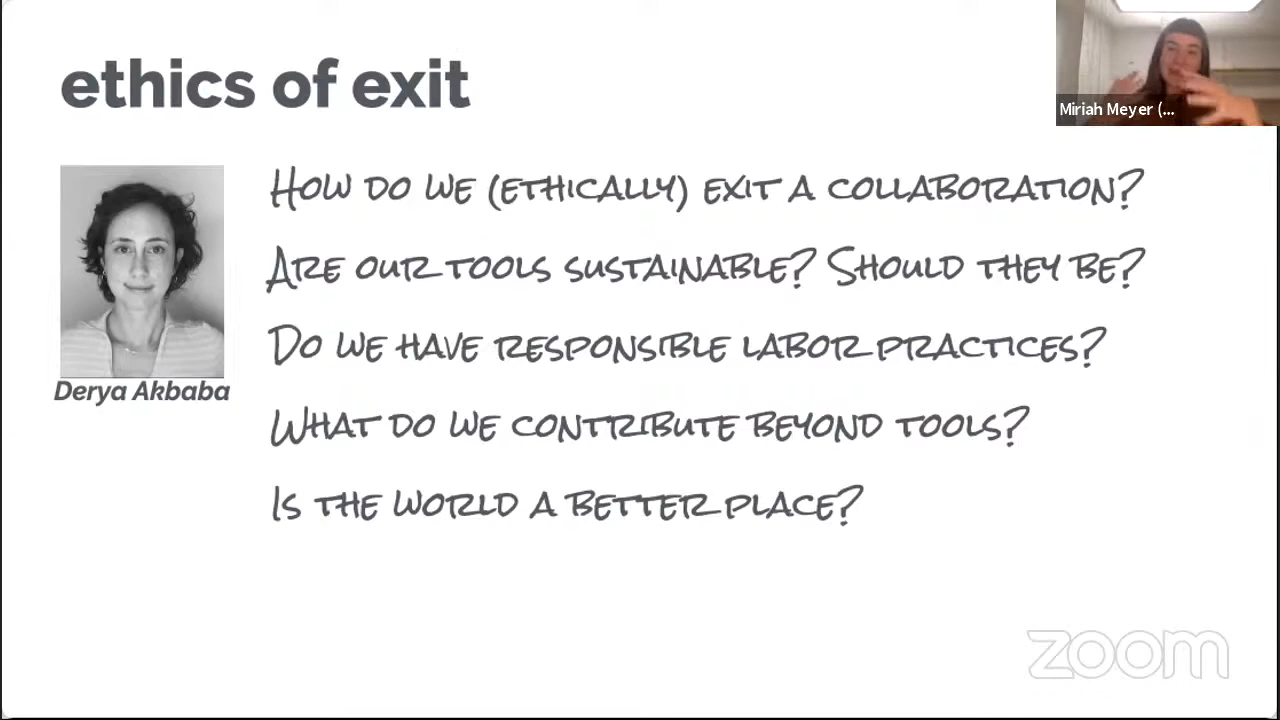 ethics of exit
Miriah Meyer (...
How do we (ethically) exit a collaboration?
Are our tools sustainable? Should they be?
Do we have responsible labor practices?
Derya Akbaba
What do we contribute beyond tools?
Is the world a better place?
zoom